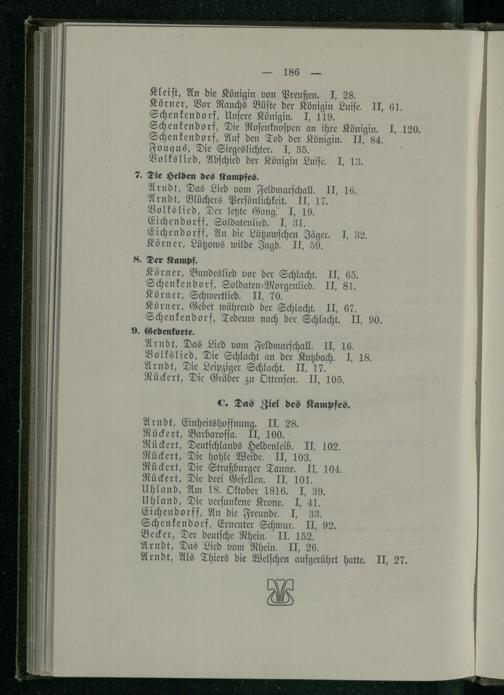 — 186 —
Kleist, An die Königin von Preußen. I, 28.
Körner, Vor Rauchs Büste der Königin Luise. II, 61.
Schenkendorf, Unsere Königin. I, 119.
Schenkendorf, Die Rosenknospen an ihre Königin. I, 120.
Schenkendorf, Auf den Tod der Königin. II, 84.
Fouqué, Die Siegeslichter. I, 35.
Volkslied, Abschied der Königin Luise. I, 13.
7. Die Helden des Kampfes.
Arndt, Das Lied vom Feldmarschall. II, 16.
Arndt, Blüchers Persönlichkeit. II, 17.
Volkslied, Der letzte Gang. I, 19.
Eichendorff, Soldatenlied. I, 31.
Eichendorff, An die Lützowschen Jäger. I, 32.
Körner, Lützows wilde Jagd. II, 59.
8. Der Kampf.
Körner, Bundeslied vor der Schlacht. II, 65.
Schenkendorf, Soldaten-Morgenlied. II, 81.
Körner, Schwertlied. II, 70.
Körner, Gebet während der Schlacht. II, 67.
Schenkendorf, Tedeum nach der Schlacht. II, 90.
9. Gedenkorte.
Arndt, Das Lied vom Feldmarschall. II, 16.
Volkslied, Die Schlacht an der Katzbach. I, 18.
Arndt, Die Leipziger Schlacht. II, 17.
Rückert, Die Gräber zu Ottensen. II, 105.
C. Das Ziel des Kampfes.
Arndt, Einheitshoffnung. II. 28.
Rückert, Barbarossa. II, 100.
Rückert, Deutschlands Heldenleib. II, 102.
Rückert, Die hohle Weide. II, 103.
Rückert, Die Straßburger Tanne. II, 104.
Rückert, Die drei Gesellen. II, 101.
Uhland, Am 18. Oktober 1816. I, 39.
Uhland, Die versunkene Krone. I, 41.
Eichendorff, An die Freunde. I, 33.
Schenkendorf, Erneuter Schwur. II, 92.
Becker, Der deutsche Rhein. II. 152.
Arndt, Das Lied vom Rhein. II, 26.
Arndt, Als Thiers die Welschen aufgerührt hatte. II, 27.